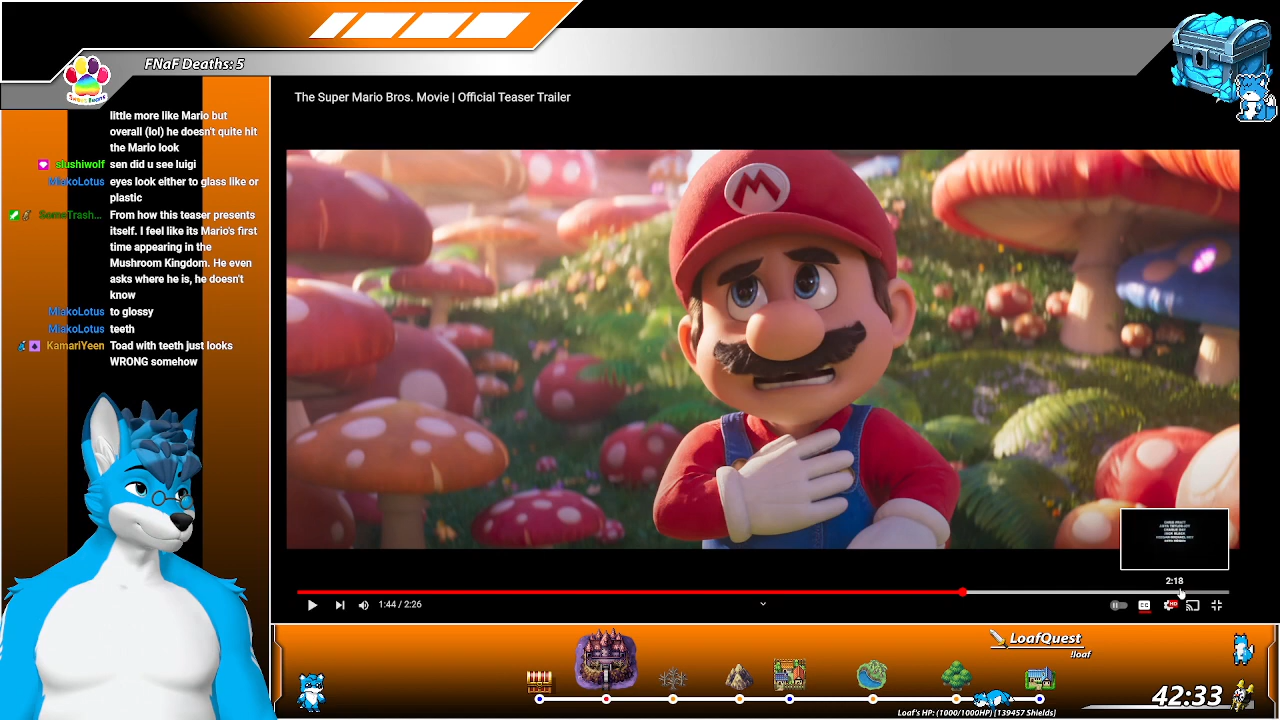 FNaF Deaths: 5
The Super Mario Bros. Movie | Official Teaser Trailer
little more like Mario but
overall (lol) he doesn't quite hit
the Mario look
slushiwolf sen did u see luigi
MiakoLotus eyes look either to glass like or
plastic
SomeTrash... From how this teaser presents
itself. I feel like its Mario's first
time appearing in the
Mushroom Kingdom. He even
asks where he is, he doesn't
know
MiakoLotus to glossy
MiakoLotus teeth
KamariYeen Toad with teeth just looks
WRONG somehow
M
2:18
1:44 / 2:26
CC
HD
LoafQuest
!loaf
42:33
Loaf's HP: (1000/1000HP) [139457 Shields]